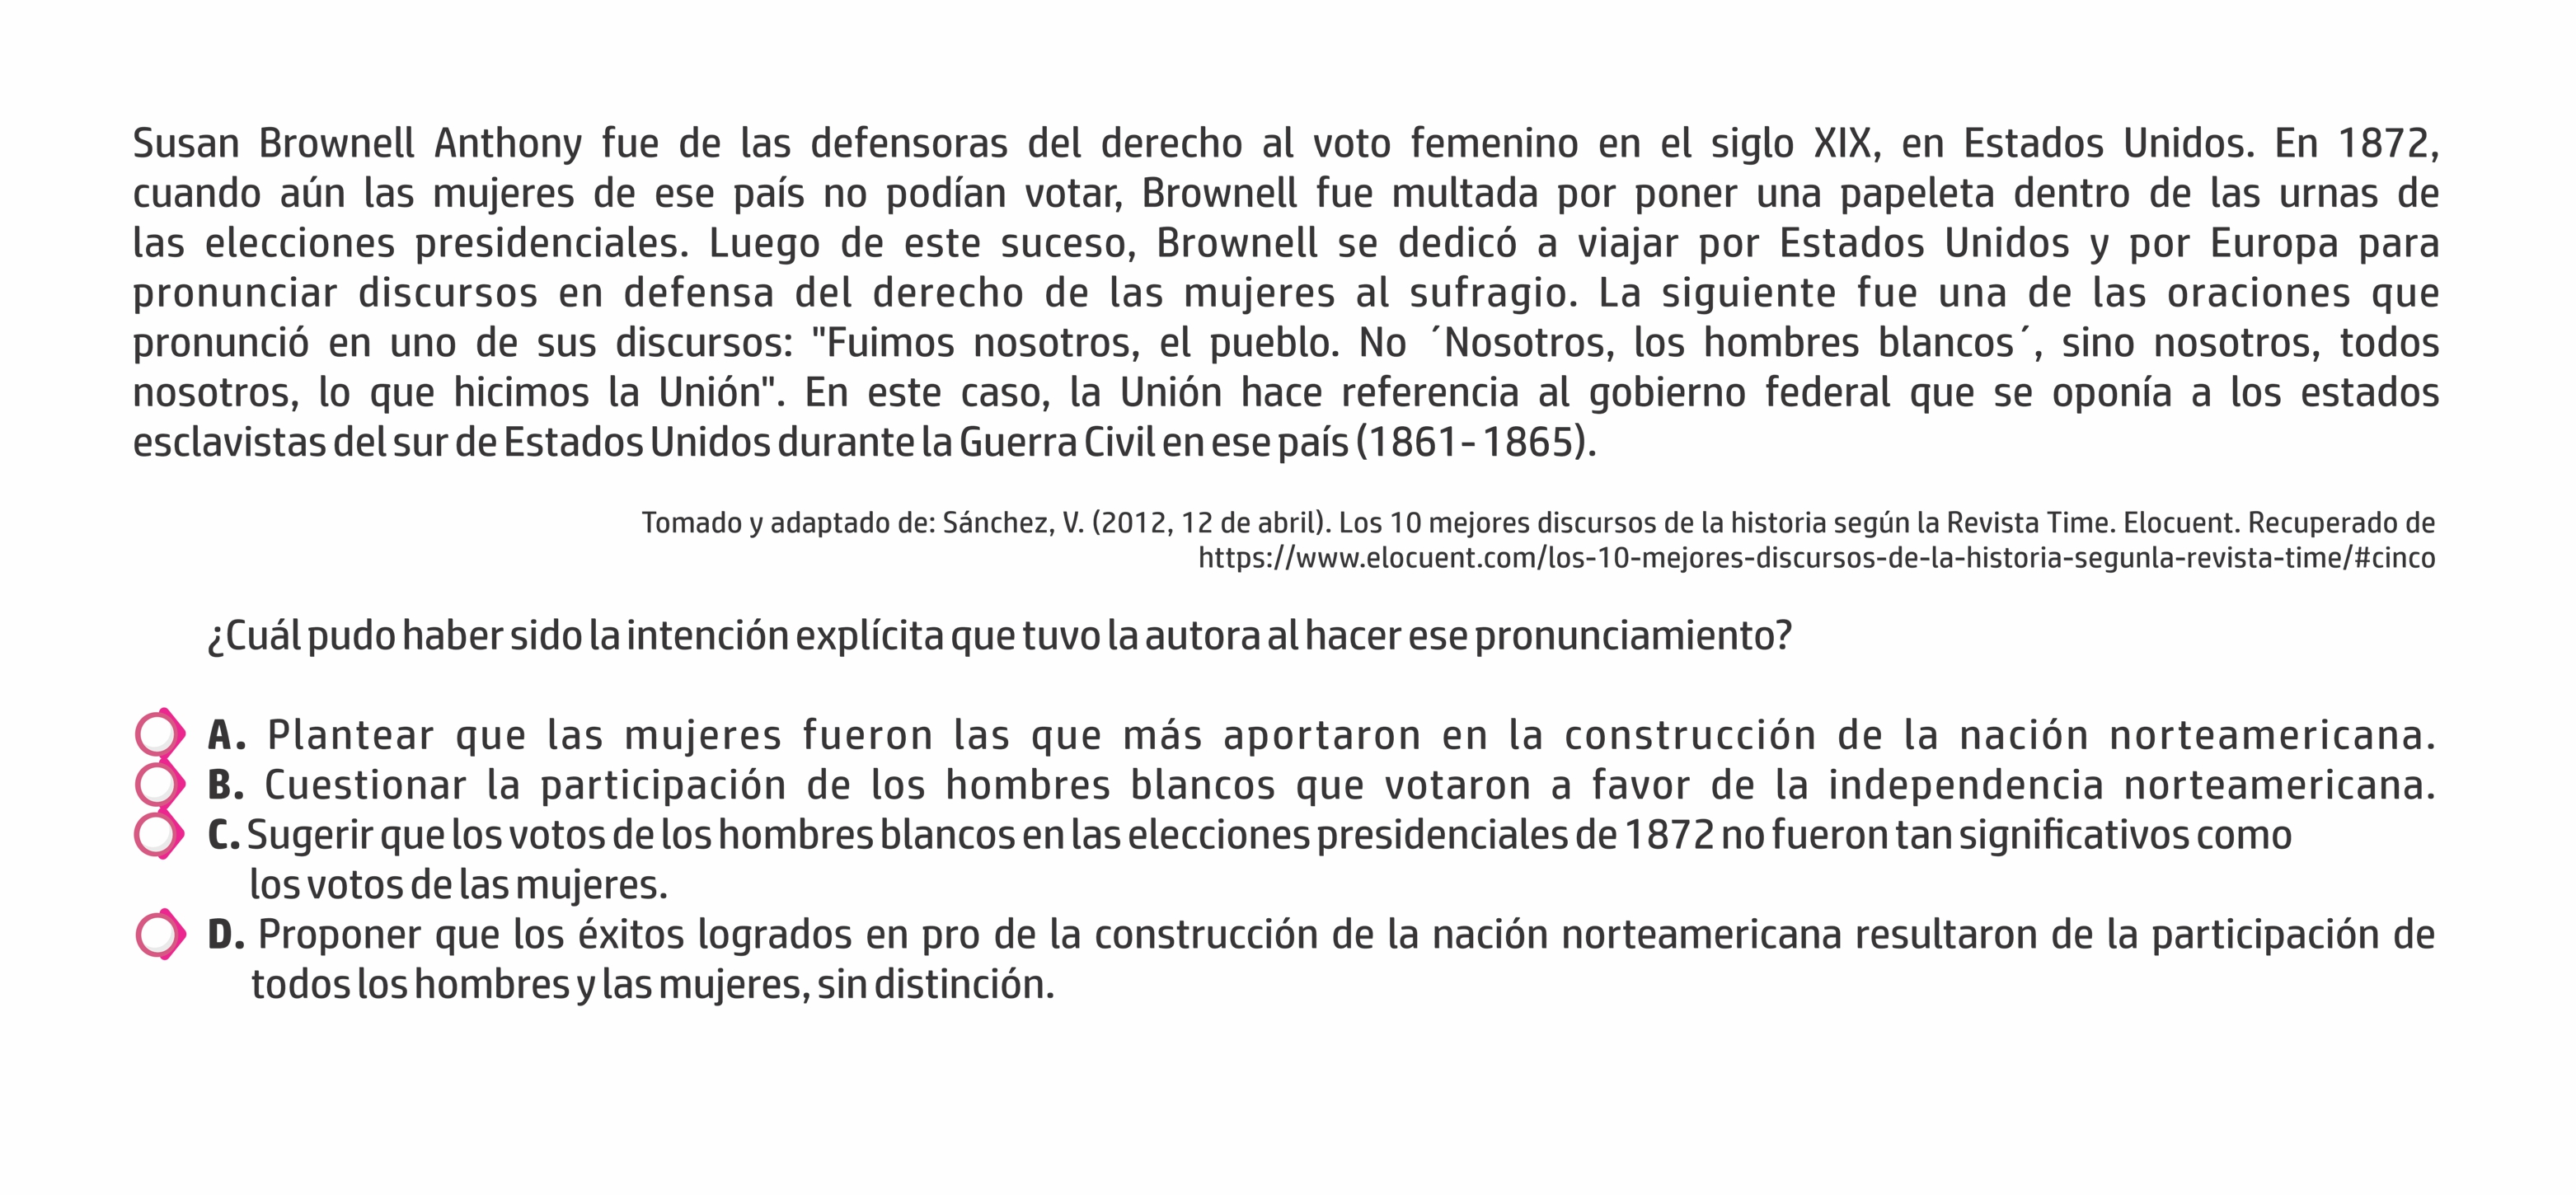 Susan Brownell Anthony fue de las defensoras del derecho al voto femenino en el siglo XIX, en Estados Unidos. En 1872,
cuando aún las mujeres de ese país no podían votar, Brownell fue multada por poner una papeleta dentro de las urnas de
las elecciones presidenciales. Luego de este suceso, Brownell se dedicó a viajar por Estados Unidos y por Europa para
pronunciar discursos en defensa del derecho de las mujeres al sufragio. La siguiente fue una de las oraciones que
pronunció en uno de sus discursos: "Fuimos nosotros, el pueblo. No ´Nosotros, los hombres blancos´, sino nosotros, todos
nosotros, lo que hicimos la Unión". En este caso, la Unión hace referencia al gobierno federal que se oponía a los estados
esclavistas del sur de Estados Unidos durante la Guerra Civil en ese país (1861- 1865).
Tomado y adaptado de: Sánchez, V. (2012, 12 de abril). Los 10 mejores discursos de la historia según la Revista Time. Elocuent. Recuperado de
https://www.elocuent.com/los-10-mejores-discursos-de-la-historia-segunla-revista-time/#cinco
¿Cuál pudo haber sido la intención explícita que tuvo la autora al hacer ese pronunciamiento?
A. Plantear que las mujeres fueron las que más aportaron en la construcción de la nación norteamericana.
B. Cuestionar la participación de los hombres blancos que votaron a favor de la independencia norteamericana.
C. Sugerir que los votos de los hombres blancos en las elecciones presidenciales de 1872 no fueron tan significativos como
los votos de las mujeres.
D. Proponer que los éxitos logrados en pro de la construcción de la nación norteamericana resultaron de la participación de
todos los hombres y las mujeres, sin distinción.